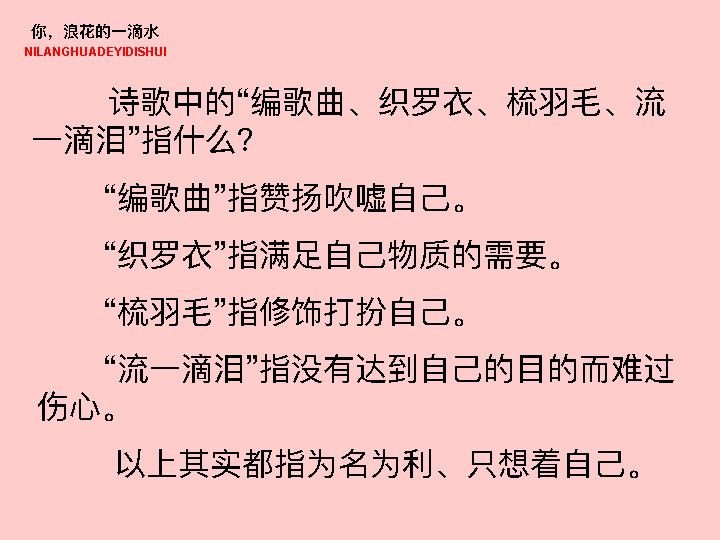 你，浪花的一滴水
NILANGHUADEYIDISHUI
诗歌中的“编歌曲、织罗衣、梳羽毛、流
一滴泪”指什么？
“编歌曲”指赞扬吹嘘自己。
“织罗衣”指满足自己物质的需要。
“梳羽毛”指修饰打扮自己。
“流一滴泪”指没有达到自己的目的而难过
伤心。
以上其实都指为名为利、只想着自己。